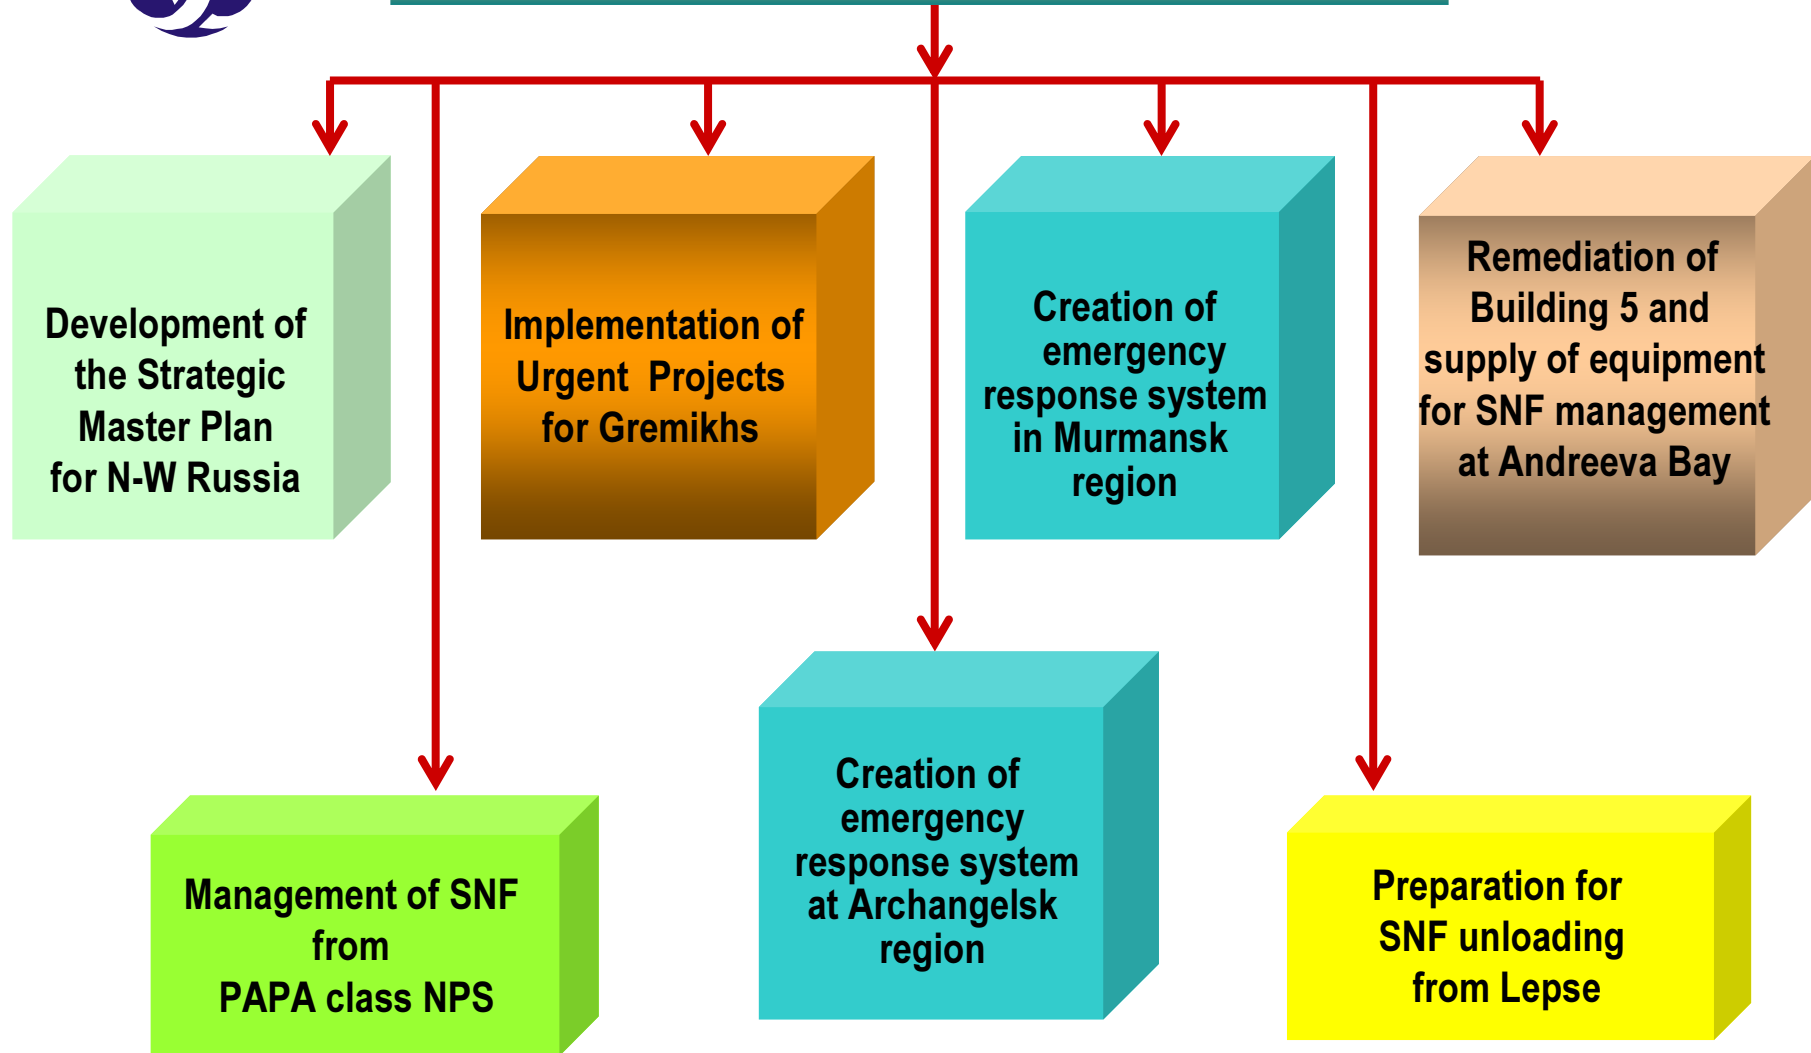 Development of
the Strategic
Master Plan
for N-W Russia
Implementation of
Urgent Projects
for Gremikhs
Creation of
emergency
response system
in Murmansk
region
Remediation of
Building 5 and
supply of equipment
for SNF management
at Andreeva Bay
Management of SNF
from
PAPA class NPS
Creation of
emergency
response system
at Archangelsk
region
Preparation for
SNF unloading
from Lepse